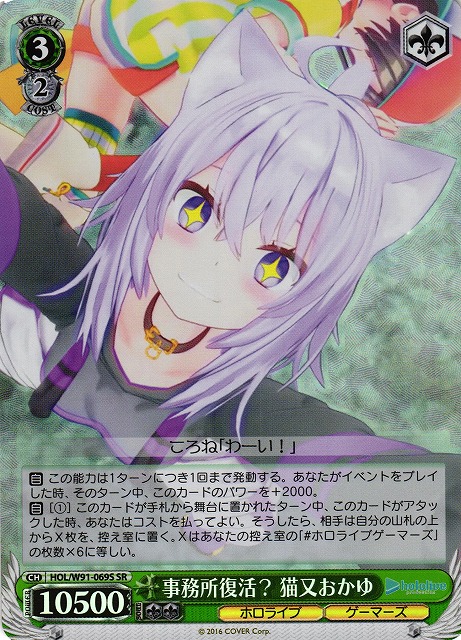 LEVEL
3
2
COST
ころね「わーい！」
自 この能力は1ターンにつき1回まで発動する。あなたがイベントをプレイ
した時、そのターン中、このカードのパワーを＋2000。
自［①］このカードが手札から舞台に置かれたターン中、このカードがアタッ
クした時、あなたはコストを払ってよい。そうしたら、相手は自分の山札の上
からX枚を、控え室に置く。Xはあなたの控え室の「#ホロライブゲーマーズ」
の枚数×6に等しい。
CH HOL/W91-069S SR
POWER 10500 SOUL 事務所復活？ 猫又おかゆ hololive
ホロライブ ゲーマーズ
© 2016 COVER Corp.